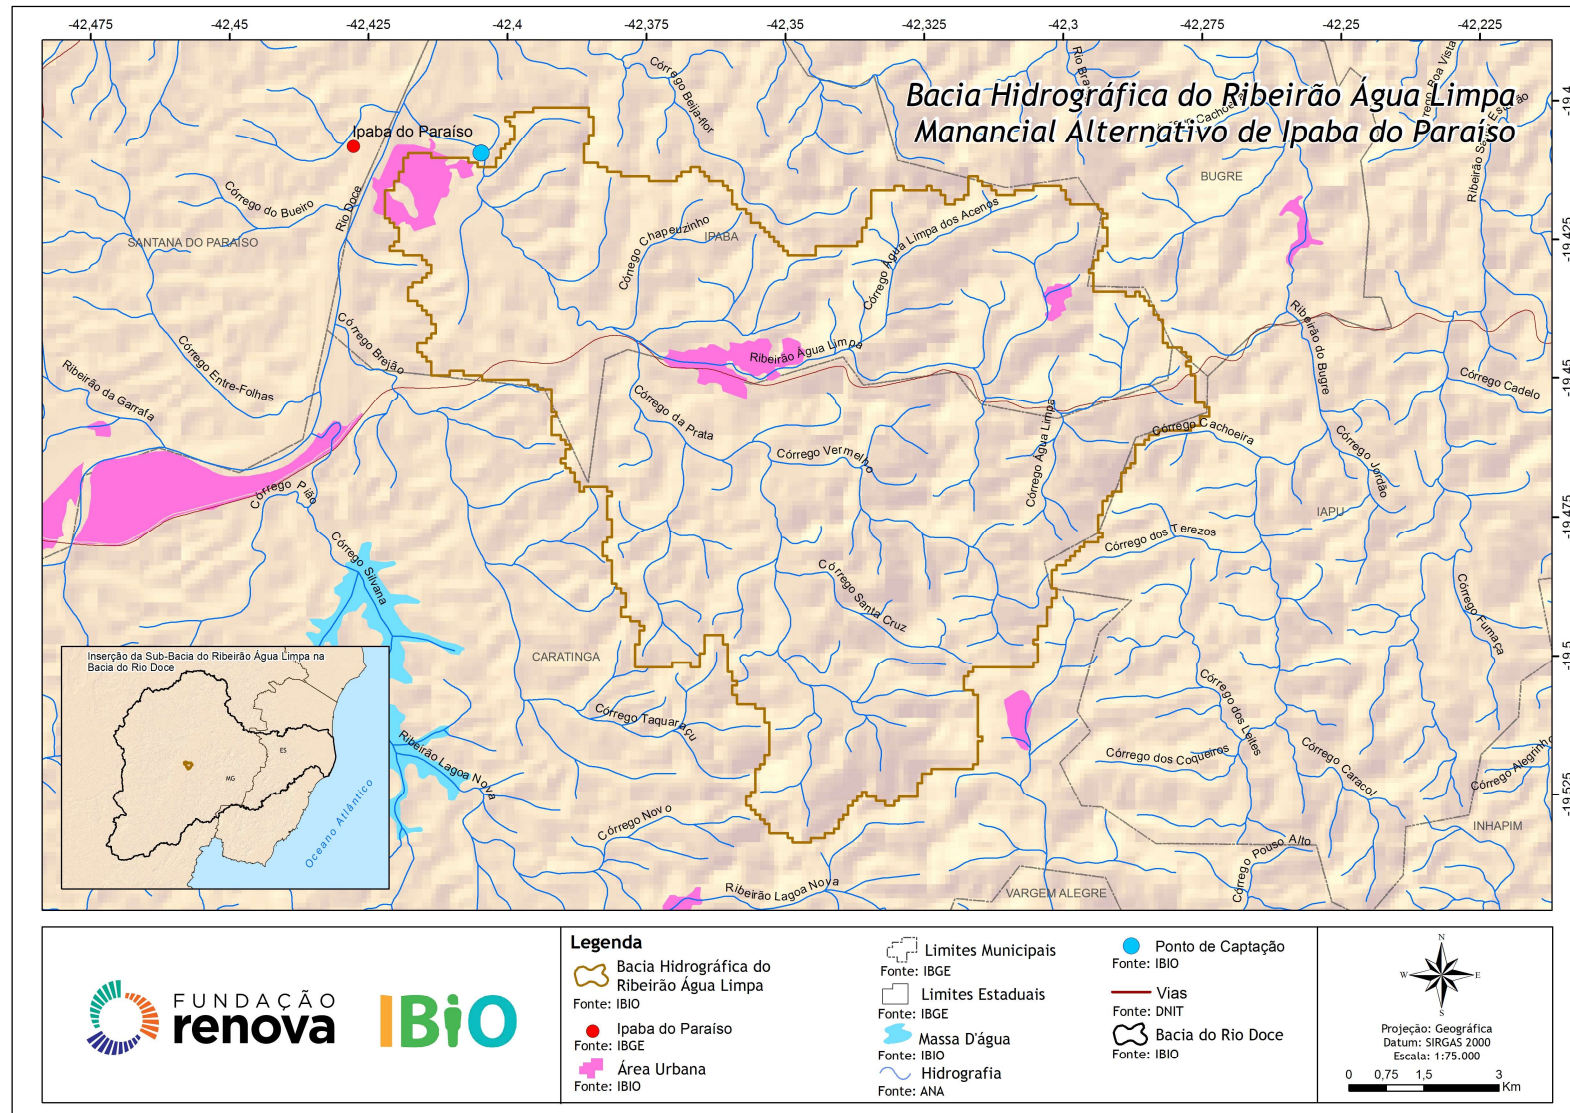 -42,475 -42,45 -42,425 -42,4 -42,375 -42,35 -42,325 -42,3 -42,275 -42,25 -42,225
Bacia Hidrográfica do Ribeirão Água Limpa
Manancial Alternativo de Ipaba do Paraíso
-19,4
-19,425
-19,45
-19,475
-19,5
-19,525
Ipaba do Paraíso
Córrego Beija-flor
Rio Doce
Córrego do Bueiro
SANTANA DO PARAÍSO
Córrego Chapeuzinho
IPABA
Córrego Água Limpa dos Acenos
BUGRE
Córrego Brejão
Córrego Entre-Folhas
Ribeirão da Garrafa
Ribeirão Água Limpa
Ribeirão do Bugre
Córrego Cadelo
Córrego da Prata
Córrego Vermelho
Córrego Água Limpa
Córrego Cachoeira
Córrego Jordão
Córrego Pião
Córrego Silvana
Córrego dos Terezos
IAPU
Córrego Santa Cruz
Córrego Fumaça
CARATINGA
Córrego Taquaraçu
Córrego dos Leites
Córrego dos Coqueiros
Córrego Caracol
Córrego Alegrinho
Ribeirão Lagoa Nova
Córrego Novo
INHAPIM
Córrego Pouso Alto
Ribeirão Lagoa Nova
VARGEM ALEGRE
Inserção da Sub-Bacia do Ribeirão Água Limpa na
Bacia do Rio Doce
ES
MG
Oceano Atlântico
FUNDAÇÃO
renova
IBiO
Legenda
Bacia Hidrográfica do
Ribeirão Água Limpa
Fonte: IBIO
Ipaba do Paraíso
Fonte: IBGE
Área Urbana
Fonte: IBIO
Limites Municipais
Fonte: IBGE
Limites Estaduais
Fonte: IBGE
Massa D'água
Fonte: IBIO
Hidrografia
Fonte: ANA
Ponto de Captação
Fonte: IBIO
Vias
Fonte: DNIT
Bacia do Rio Doce
Fonte: IBIO
N
W E
S
Projeção: Geográfica
Datum: SIRGAS 2000
Escala: 1:75.000
0 0,75 1,5 3
Km